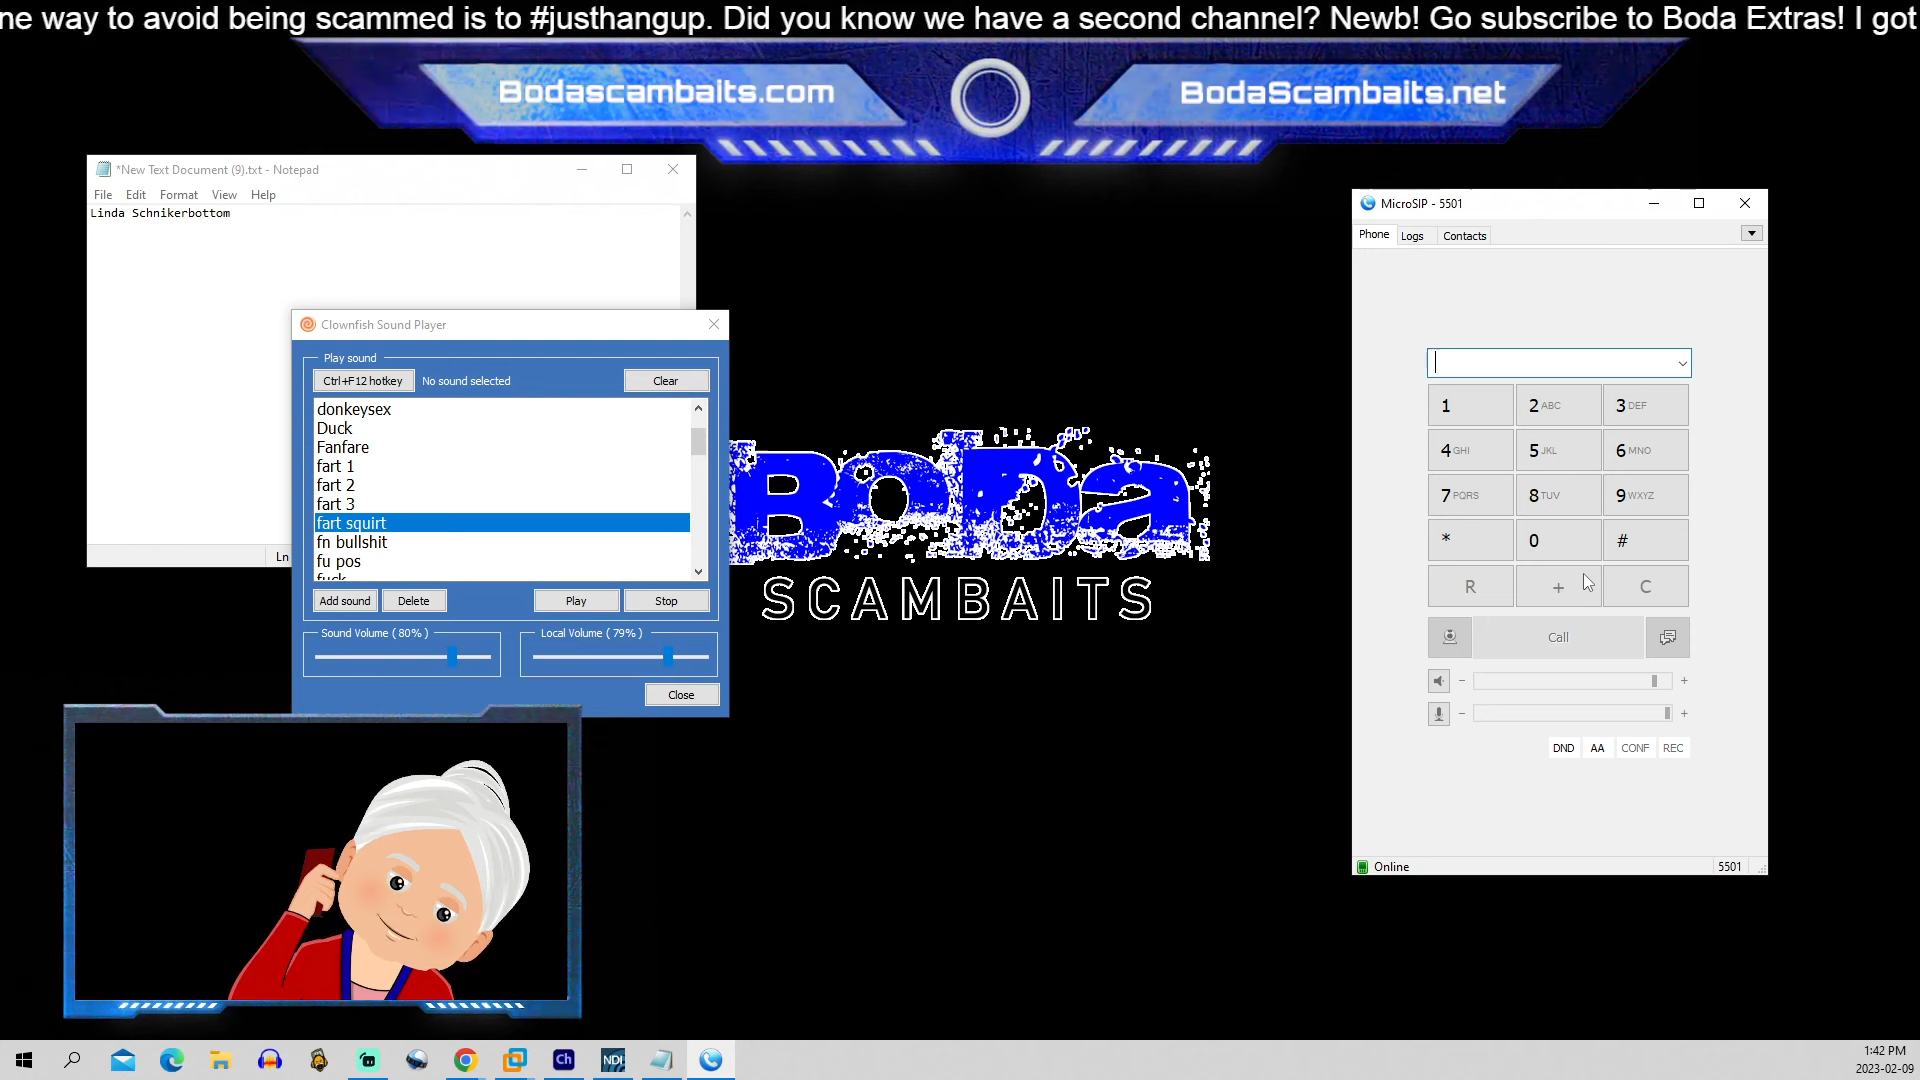 ne way to avoid being scammed is to #justhangup. Did you know we have a second channel? Newb! Go subscribe to Boda Extras! I got
Bodascambaits.com
BodaScambaits.net
*New Text Document (9).txt - Notepad
File Edit Format View Help
Linda Schnikerbottom
Ln
Clownfish Sound Player
Play sound
Ctrl+F12 hotkey
No sound selected
Clear
donkeysex
Duck
Fanfare
fart 1
fart 2
fart 3
fart squirt
fn bullshit
fu pos
fuck
Add sound
Delete
Play
Stop
Sound Volume ( 80% )
Local Volume ( 79% )
Close
BoDa
SCAMBAITS
MicroSIP - 5501
Phone Logs Contacts
1 2 ABC 3 DEF
4 GHI 5 JKL 6 MNO
7 PQRS 8 TUV 9 WXYZ
* 0 #
R + C
Call
- +
- +
DND AA CONF REC
Online 5501
Ch
NDI
1:42 PM
2023-02-09